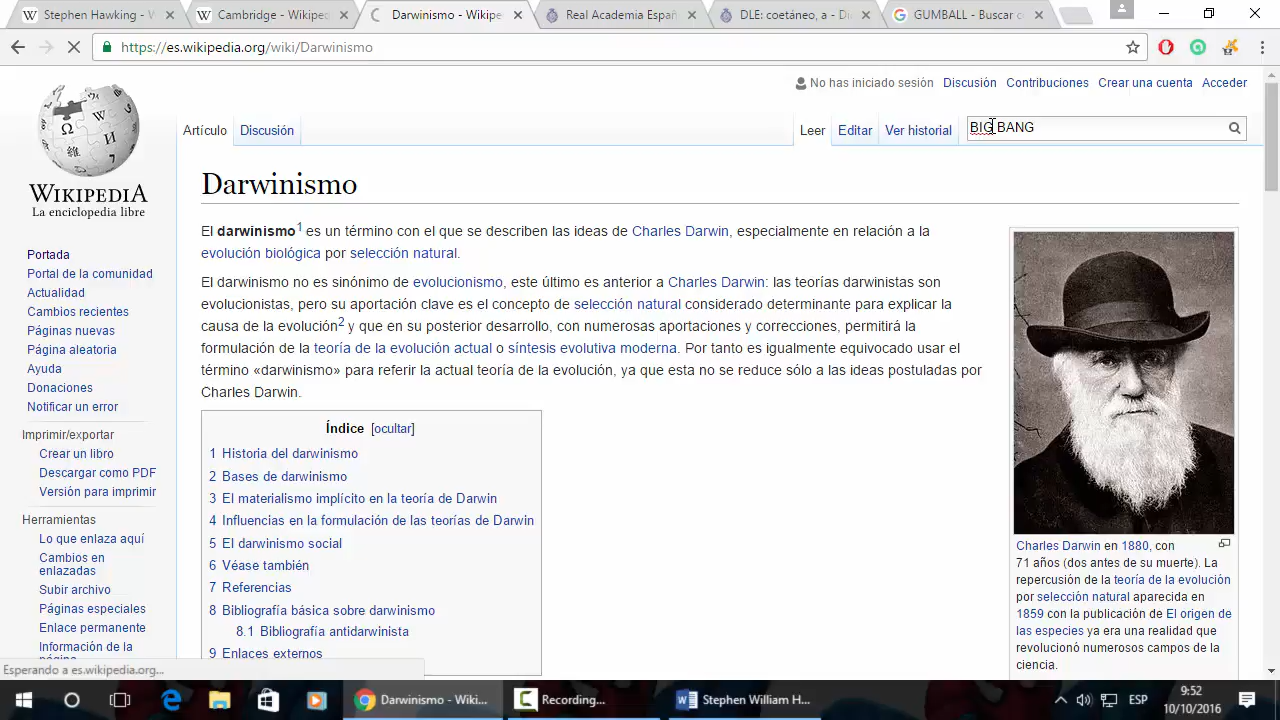 Stephen Hawking - W
Cambridge - Wikiped
Darwinismo - Wikipe
Real Academia Españ
DLE: coetáneo, a - Di
GUMBALL - Buscar c
https://es.wikipedia.org/wiki/Darwinismo
No has iniciado sesión Discusión Contribuciones Crear una cuenta Acceder
Artículo Discusión Leer Editar Ver historial BIG BANG
WIKIPEDIA
La enciclopedia libre
Portada
Portal de la comunidad
Actualidad
Cambios recientes
Páginas nuevas
Página aleatoria
Ayuda
Donaciones
Notificar un error
Imprimir/exportar
Crear un libro
Descargar como PDF
Versión para imprimir
Herramientas
Lo que enlaza aquí
Cambios en
enlazadas
Subir archivo
Páginas especiales
Enlace permanente
Información de la
Esperando a es.wikipedia.org...
Darwinismo
El darwinismo1 es un término con el que se describen las ideas de Charles Darwin, especialmente en relación a la
evolución biológica por selección natural.
El darwinismo no es sinónimo de evolucionismo, este último es anterior a Charles Darwin: las teorías darwinistas son
evolucionistas, pero su aportación clave es el concepto de selección natural considerado determinante para explicar la
causa de la evolución2 y que en su posterior desarrollo, con numerosas aportaciones y correcciones, permitirá la
formulación de la teoría de la evolución actual o síntesis evolutiva moderna. Por tanto es igualmente equivocado usar el
término «darwinismo» para referir la actual teoría de la evolución, ya que esta no se reduce sólo a las ideas postuladas por
Charles Darwin.
Índice [ocultar]
1 Historia del darwinismo
2 Bases de darwinismo
3 El materialismo implícito en la teoría de Darwin
4 Influencias en la formulación de las teorías de Darwin
5 El darwinismo social
6 Véase también
7 Referencias
8 Bibliografía básica sobre darwinismo
8.1 Bibliografía antidarwinista
9 Enlaces externos
Charles Darwin en 1880, con
71 años (dos antes de su muerte). La
repercusión de la teoría de la evolución
por selección natural aparecida en
1859 con la publicación de El origen de
las especies ya era una realidad que
revolucionó numerosos campos de la
ciencia.
Darwinismo - Wiki...
Recording...
Stephen William H...
ESP
9:52
10/10/2016